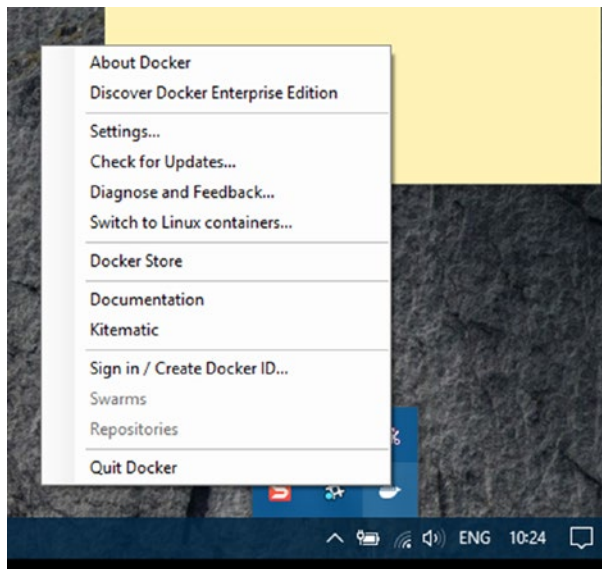 About Docker
Discover Docker Enterprise Edition
Settings...
Check for Updates...
Diagnose and Feedback...
Switch to Linux containers...
Docker Store
Documentation
Kitematic
Sign in / Create Docker ID...
Swarms
Repositories
Quit Docker
ENG 10:24